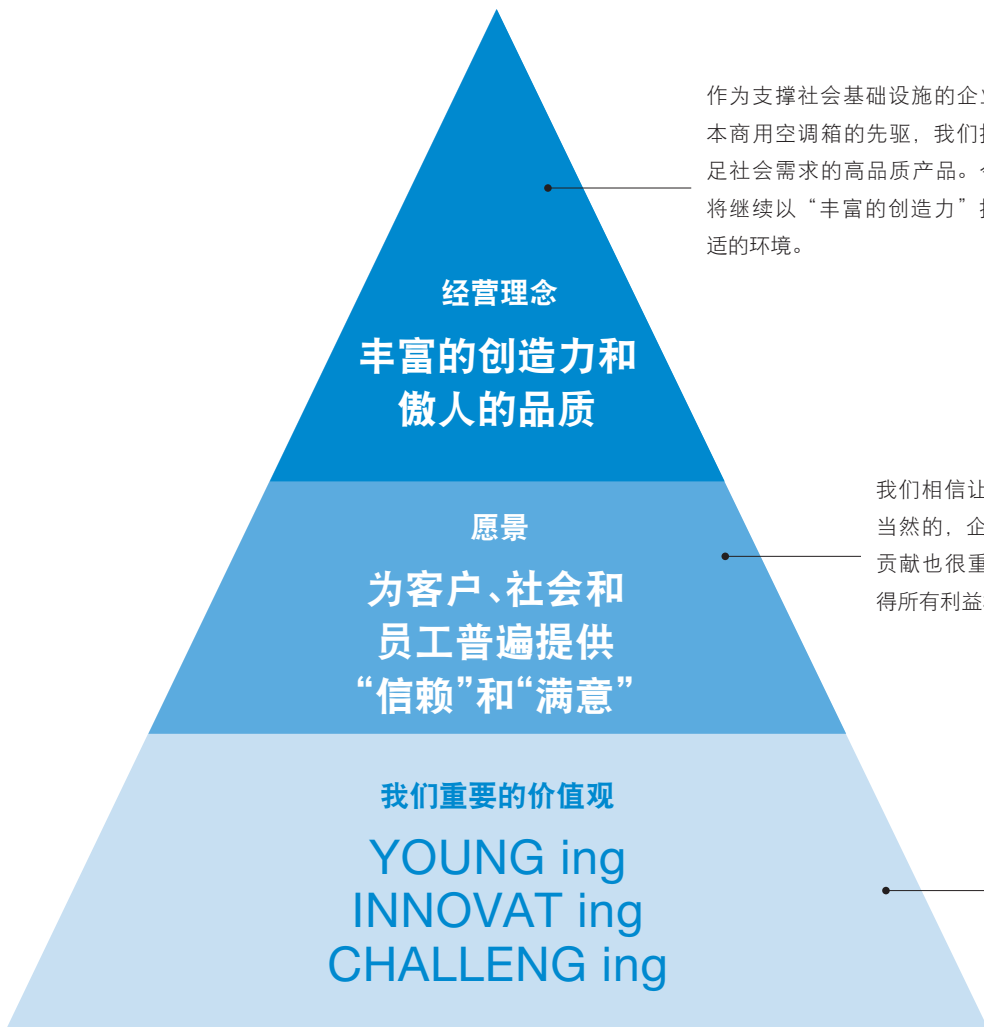 作为支撑社会基础设施的企
本商用空调箱的先驱，我们
足社会需求的高品质产品。
将继续以“丰富的创造力”
适的环境。
经营理念
丰富的创造力和
傲人的品质
我们相信让
当然的，企
贡献也很重
得所有利益
愿景
为客户、社会和
员工普遍提供
“信赖”和“满意”
我们重要的价值观
YOUNG ing
INNOVAT ing
CHALLENG ing